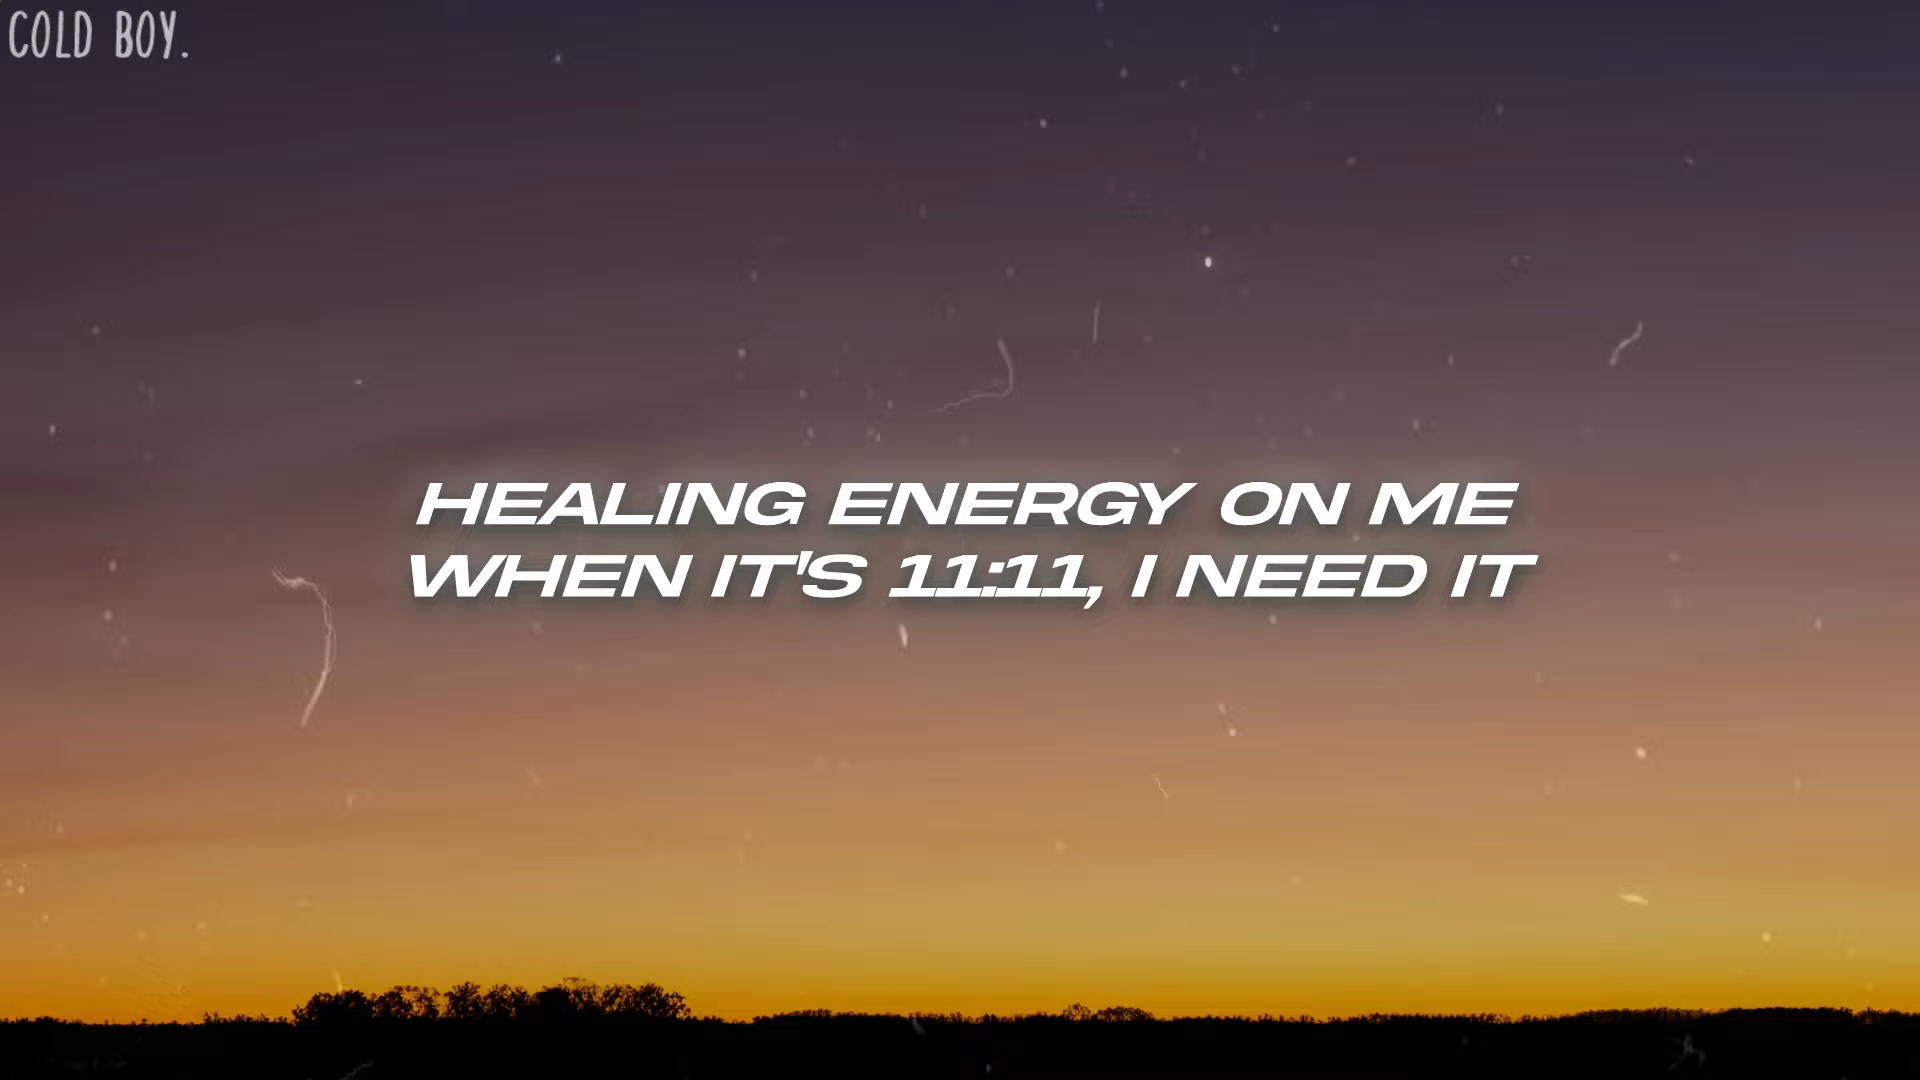 COLD BOY.
HEALING ENERGY ON ME
WHEN IT'S 11:11, I NEED IT